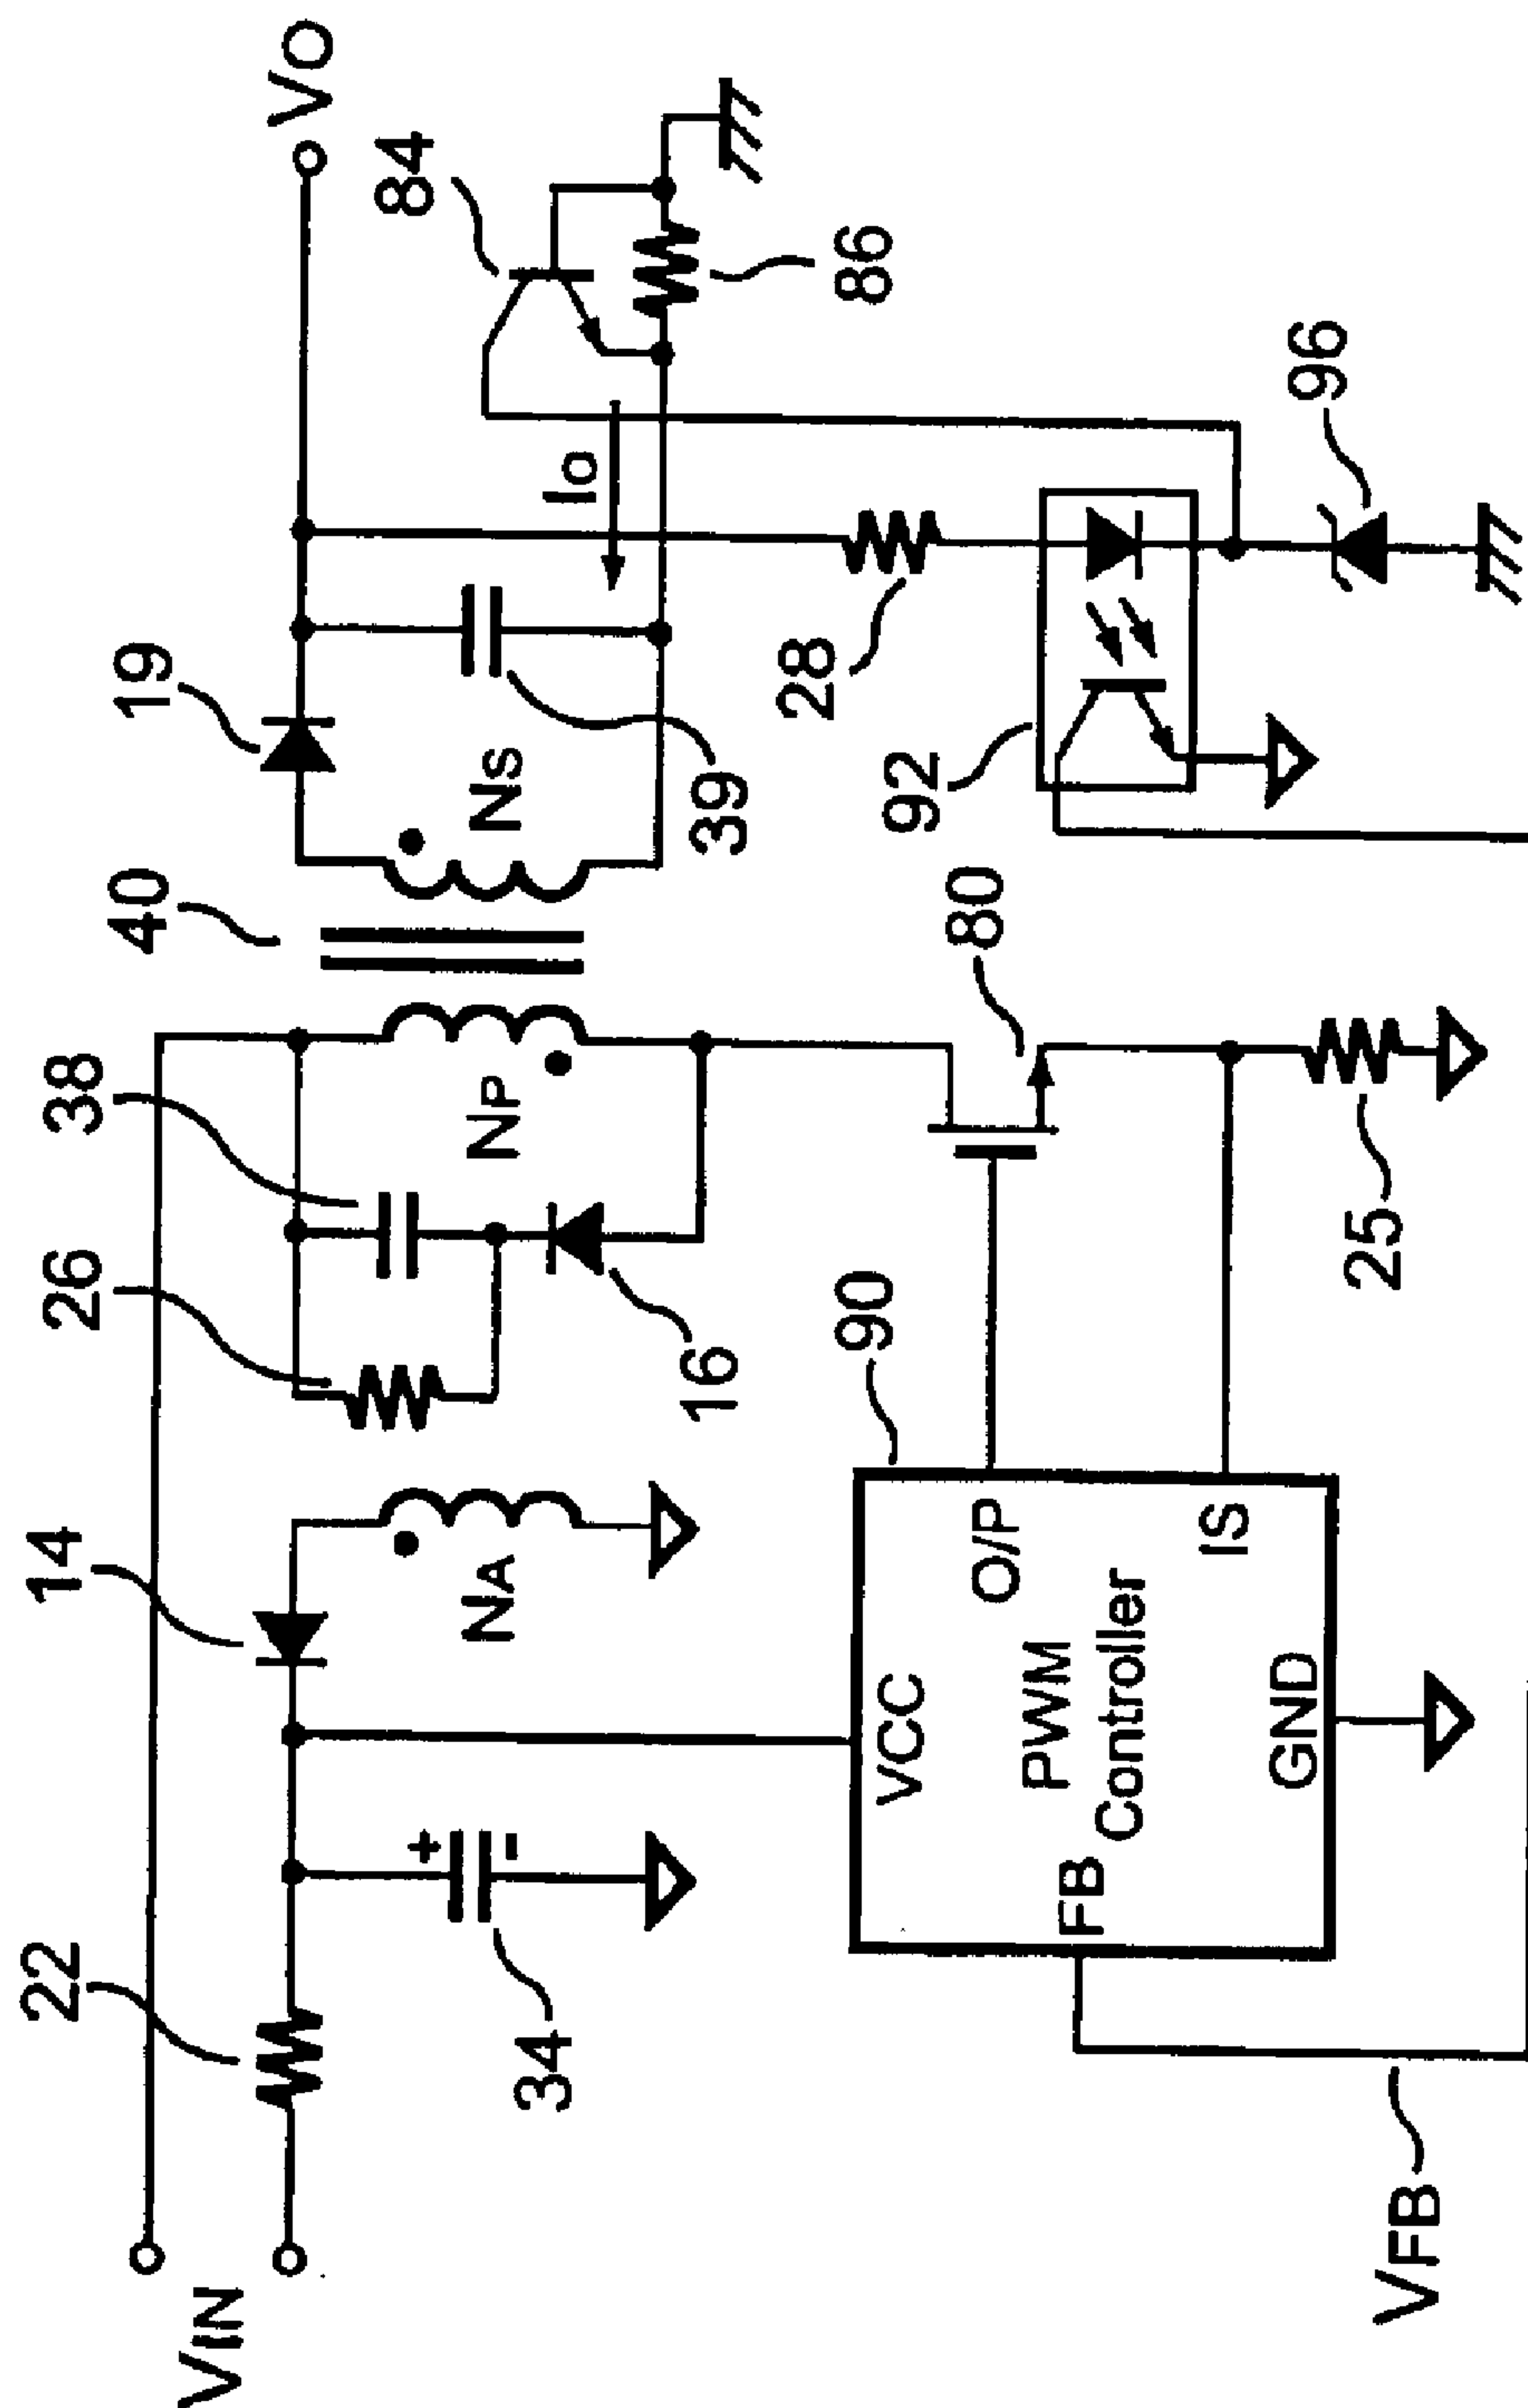 VIN
22
14
26
38
40
19
VO
34
NA
NP
NS
39
IO
84
86
16
90
VCC
O/P
PWM
Controller
FB
IS
GND
80
25
28
92
96
VFB